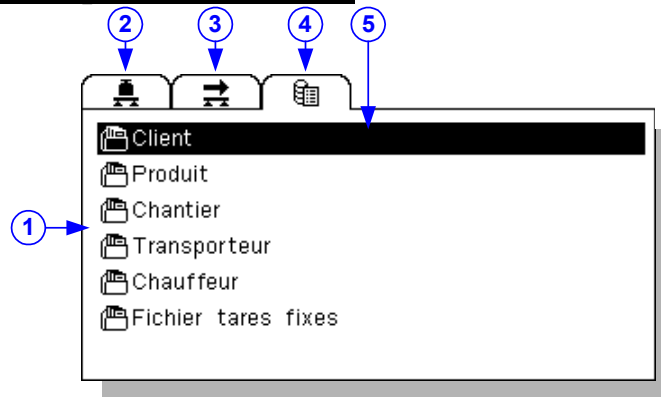 2 3 4 5
Client
Produit
Chantier
1
Transporteur
Chauffeur
Fichier tares fixes